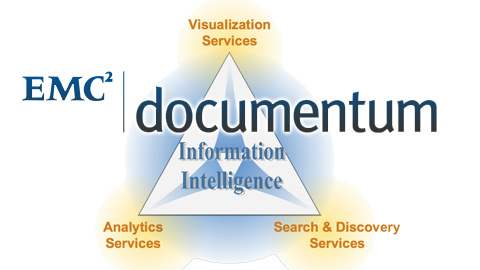 Visualization
Services
EMC²
documentum
Information
Intelligence
Analytics
Services
Search & Discovery
Services